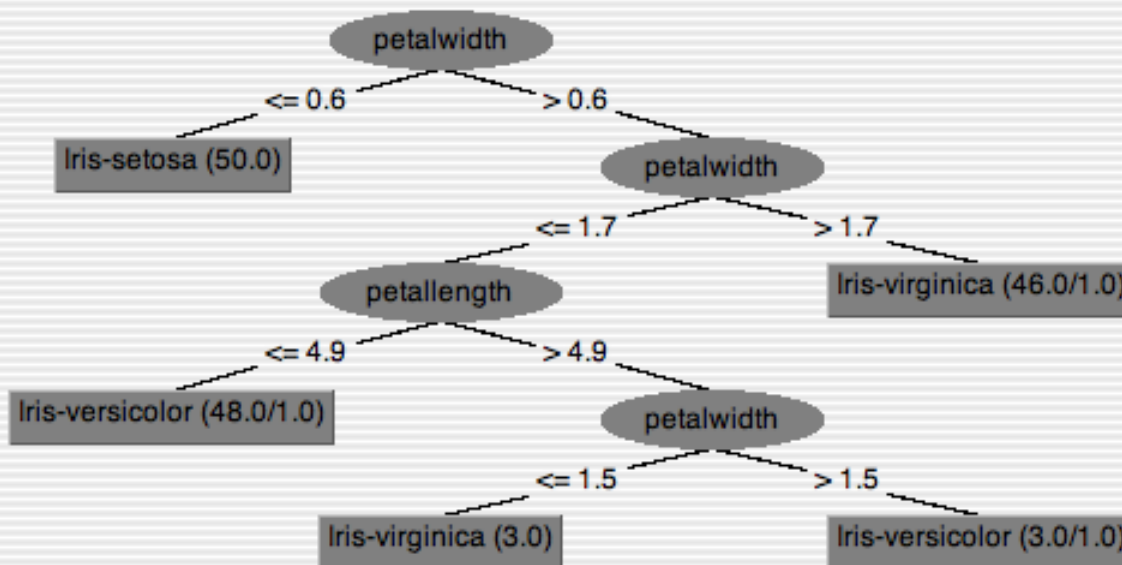 petalwidth
<= 0.6
> 0.6
Iris-setosa (50.0)
petalwidth
<= 1.7
> 1.7
petallength
Iris-virginica (46.0/1.0)
<= 4.9
> 4.9
Iris-versicolor (48.0/1.0)
petalwidth
<= 1.5
> 1.5
Iris-virginica (3.0)
Iris-versicolor (3.0/1.0)